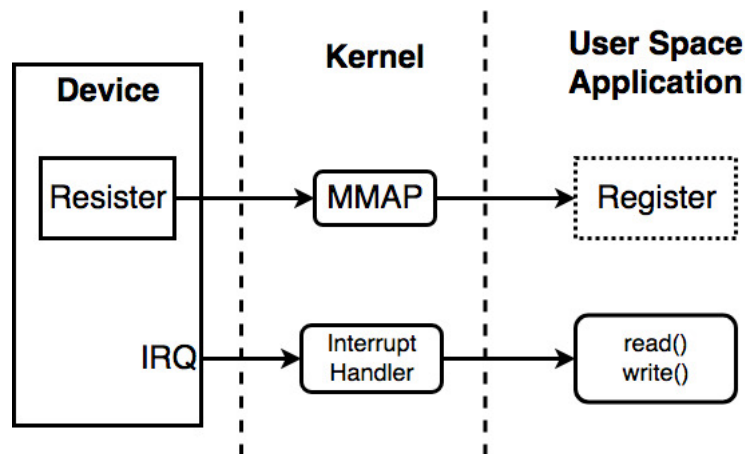 Device
Kernel
User Space
Application
Resister
MMAP
Register
IRQ
Interrupt
Handler
read()
write()